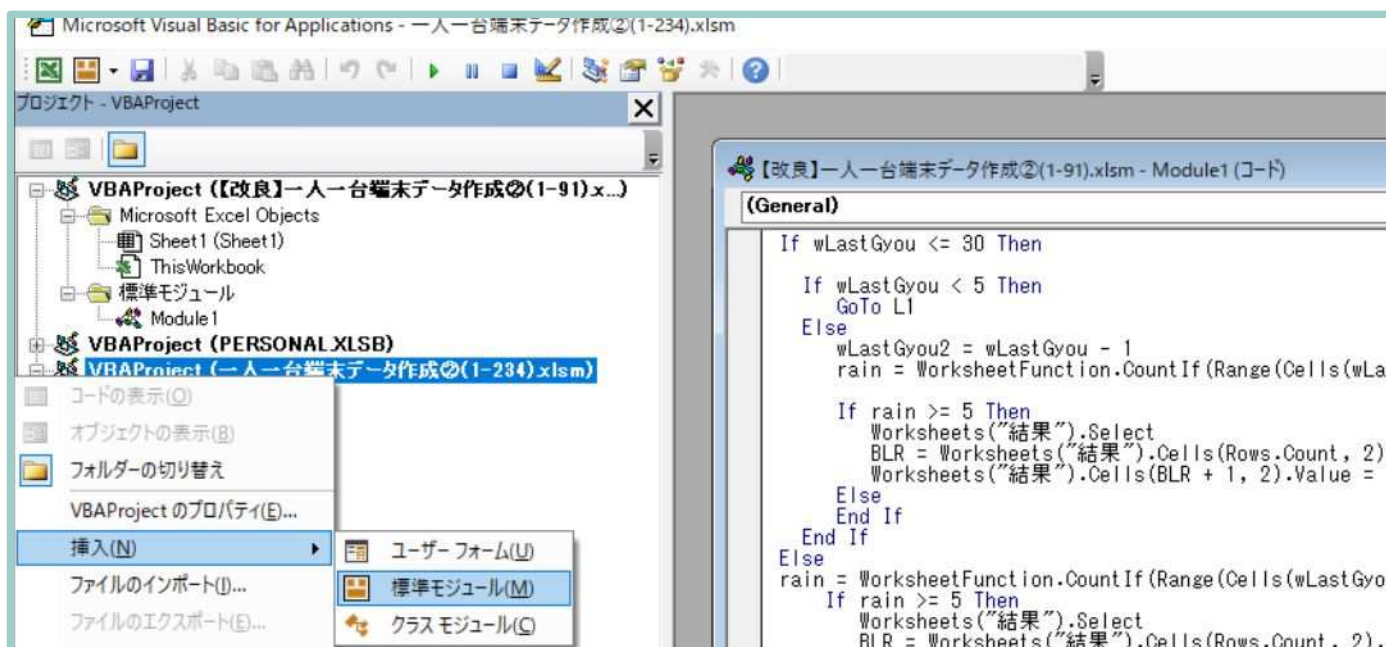 Microsoft Visual Basic for Applications - 一人一台端末データ作成②(1-234).xlsm
プロジェクト - VBAProject
VBAProject (【改良】一人一台端末データ作成②(1-91).x...)
Microsoft Excel Objects
Sheet1 (Sheet1)
ThisWorkbook
標準モジュール
Module1
VBAProject (PERSONAL.XLSB)
VBAProject (一人一台端末データ作成②(1-234).xlsm)
コードの表示(O)
オブジェクトの表示(B)
フォルダーの切り替え
VBAProject のプロパティ(E)...
挿入(N)
ファイルのインポート(I)...
ファイルのエクスポート(E)...
ユーザー フォーム(U)
標準モジュール(M)
クラス モジュール(C)
【改良】一人一台端末データ作成②(1-91).xlsm - Module1 (コード)
(General)
If wLastGyou <= 30 Then
If wLastGyou < 5 Then
GoTo L1
Else
wLastGyou2 = wLastGyou - 1
rain = WorksheetFunction.CountIf(Range(Cells(wLa
If rain >= 5 Then
Worksheets("結果").Select
BLR = Worksheets("結果").Cells(Rows.Count, 2)
Worksheets("結果").Cells(BLR + 1, 2).Value =
Else
End If
End If
Else
rain = WorksheetFunction.CountIf(Range(Cells(wLastGyo
If rain >= 5 Then
Worksheets("結果").Select
BLR = Worksheets("結果").Cells(Rows.Count, 2).